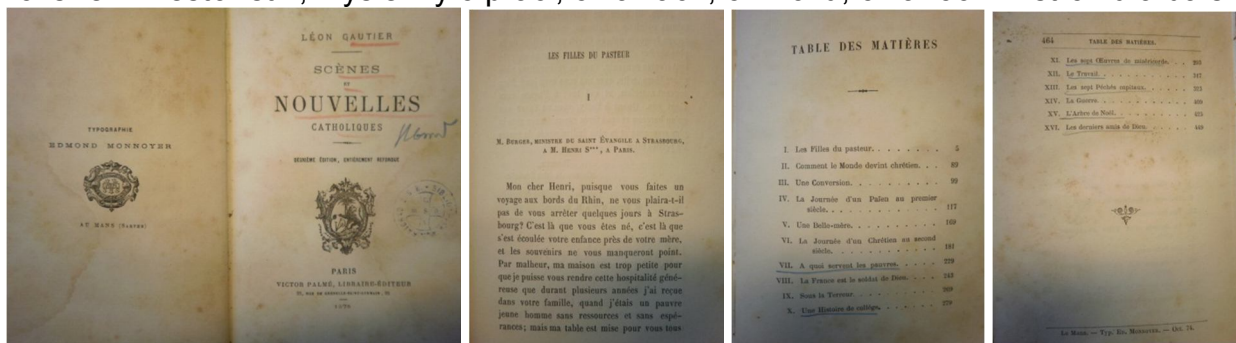 TYPOGRAPHIE
EDMOND MONNOYER
AU MANS (SARTHE)
LÉON GAUTIER
SCÈNES
ET
NOUVELLES
CATHOLIQUES
DEUXIÈME ÉDITION, ENTIÈREMENT REFONDUE
PARIS
VICTOR PALMÉ, LIBRAIRE-ÉDITEUR
LES FILLES DU PASTEUR
I
M. BERGER, MINISTRE DU SAINT ÉVANGILE A STRASBOURG,
A M. HENRI S***, A PARIS.
Mon cher Henri, puisque vous faites un
voyage aux bords du Rhin, ne vous plaira-t-il
pas de vous arrêter quelques jours à Stras-
bourg? C'est là que vous êtes né, c'est là que
s'est écoulée votre enfance près de votre mère,
et les souvenirs ne vous manqueront point.
Par malheur, ma maison est trop petite pour
que je puisse vous rendre cette hospitalité géné-
reuse que durant plusieurs années j'ai reçue
dans votre famille, quand j'étais un pauvre
jeune homme sans ressources et sans espé-
rances; mais ma table est mise pour vous tous
TABLE DES MATIÈRES
I. Les Filles du pasteur. 5
II. Comment le Monde devint chrétien. 89
III. Une Conversion. 99
IV. La Journée d'un Païen au premier
siècle. 117
V. Une Belle-mère. 169
VI. La Journée d'un Chrétien au second
siècle. 191
VII. A quoi servent les pauvres. 229
VIII. La France est le soldat de Dieu.
IX. Sous la Terreur.
X. Une Histoire de collége.
464 TABLE DES MATIÈRES.
XI. Les sept Œuvres de miséricorde.
XII. Le Travail.
XIII. Les sept Péchés capitaux.
XIV. La Guerre.
XV. L'Arbre de Noël.
XVI. Les derniers amis de Dieu.
Le Mans. — Typ. Ed. Monnoyer. — Oct. 74.